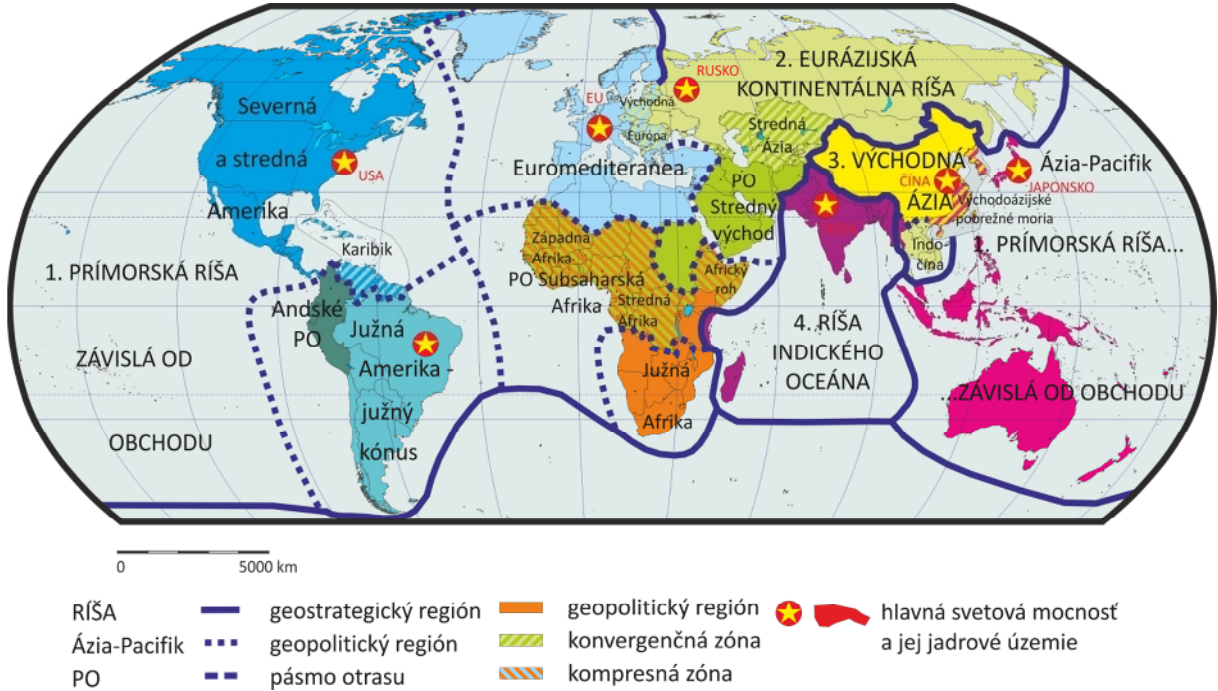 2. EURÁZIJSKÁ
KONTINENTÁLNA RÍŠA
RUSKO
EU
Východná
Európa
Stredná
Ázia
Severná
a stredná
Amerika
USA
Euromediteranea
3. VÝCHODNÁ
ÁZIA
ČÍNA
Ázia-Pacifik
JAPONSKO
Východoázijské
pobrežné moria
PO
Stredný
východ
Karibik
Západná
Afrika
PO Subsaharská
Afrika
Stredná
Afrika
Africký
roh
Indo-
čína
1. PRÍMORSKÁ RÍŠA
1. PRÍMORSKÁ RÍŠA...
Andské
PO
Južná
Amerika -
južný
kónus
Južná
Afrika
4. RÍŠA
INDICKÉHO
OCEÁNA
ZÁVISLÁ OD
OBCHODU
...ZÁVISLÁ OD OBCHODU
0 5000 km
RÍŠA geostrategický región
Ázia-Pacifik geopolitický región
PO pásmo otrasu
geopolitický región
konvergenčná zóna
kompresná zóna
hlavná svetová mocnosť
a jej jadrové územie